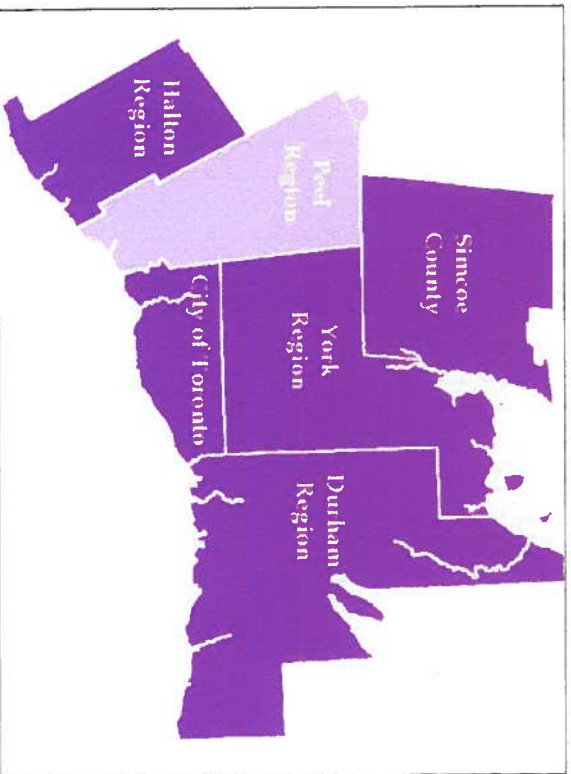 Halton
Region
Peel
Region
Simcoe
County
York
Region
City of Toronto
Durham
Region